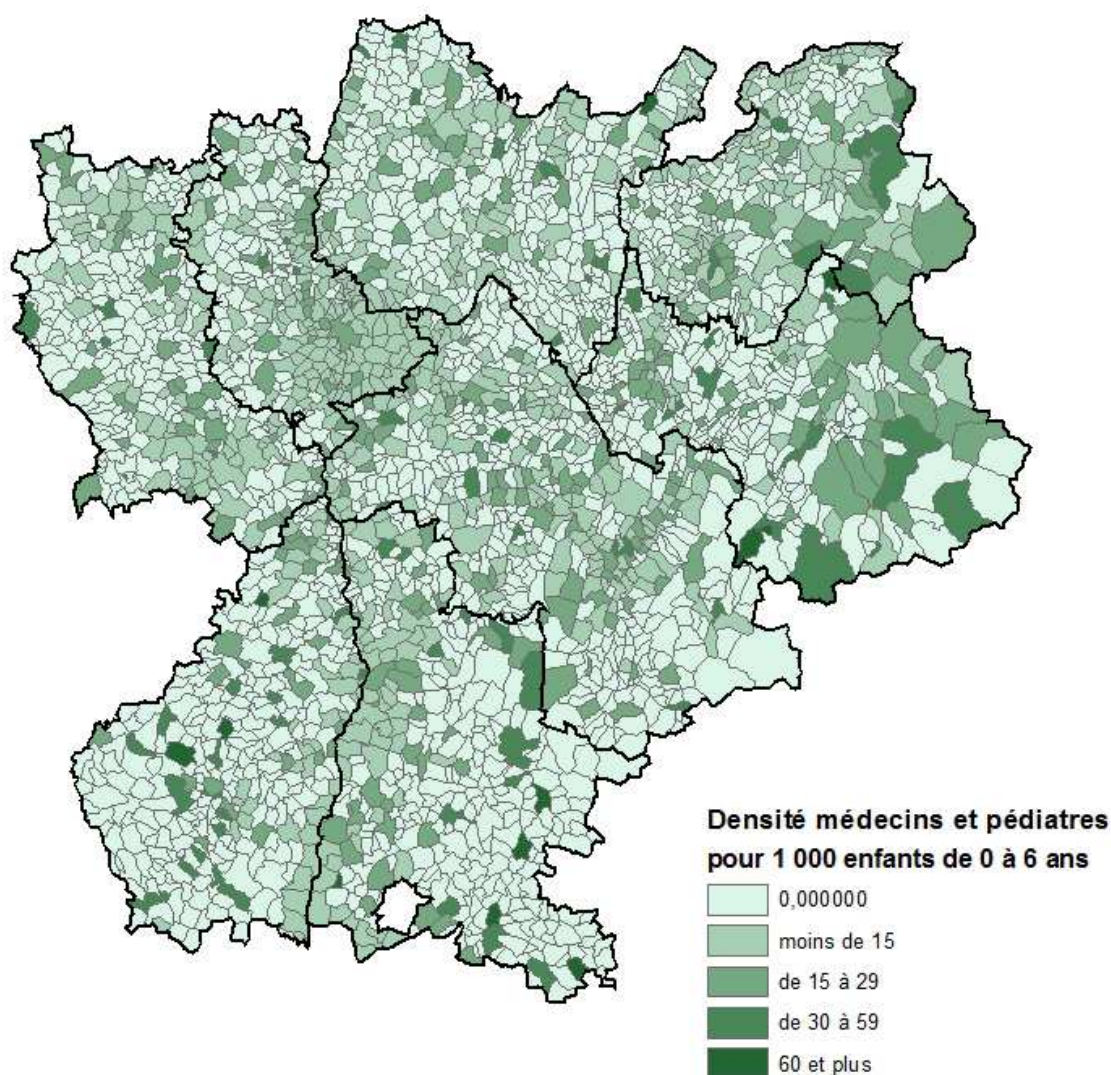 Densité médecins et pédiatres
pour 1 000 enfants de 0 à 6 ans
0,000000
moins de 15
de 15 à 29
de 30 à 59
60 et plus